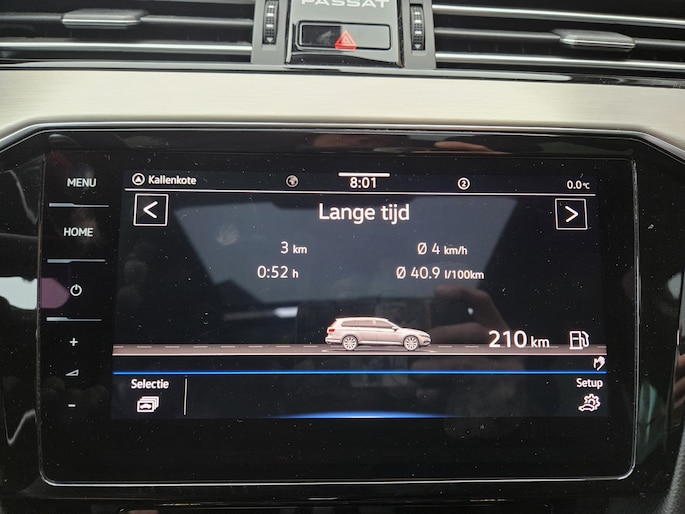 PASSAT
MENU
Kallenkote
8:01
2
0.0°C
<
Lange tijd
>
HOME
3 km
Ø 4 km/h
0:52 h
Ø 40.9 l/100km
+
210 km
-
Selectie
Setup